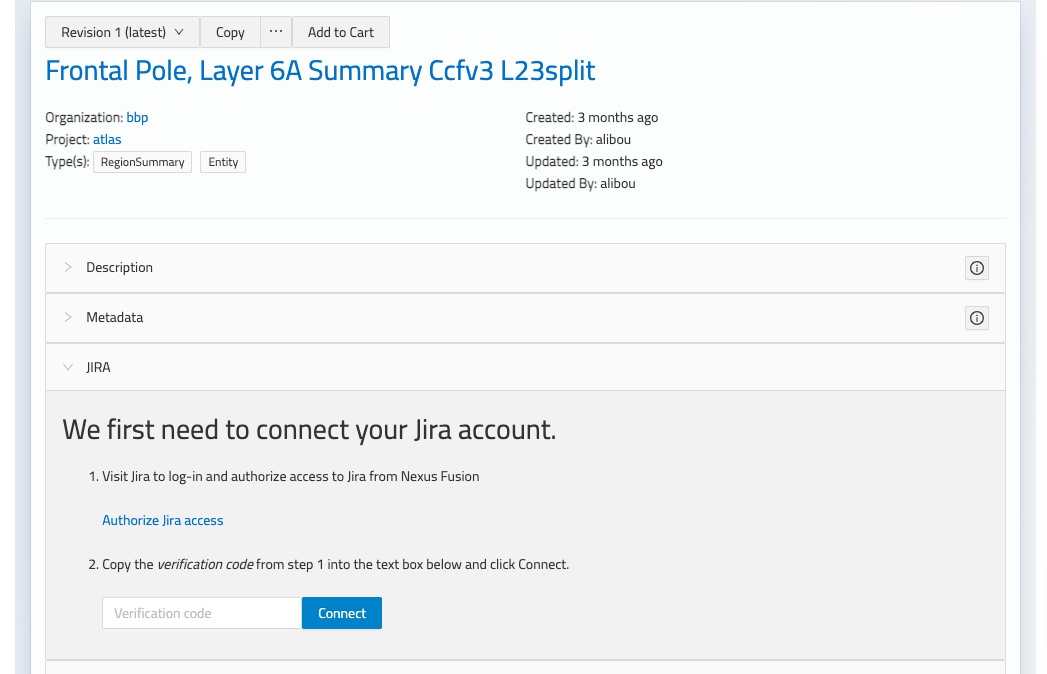 Revision 1 (latest) Copy ··· Add to Cart
Frontal Pole, Layer 6A Summary Ccfv3 L23split
Organization: bbp
Project: atlas
Type(s): RegionSummary Entity
Created: 3 months ago
Created By: alibou
Updated: 3 months ago
Updated By: alibou
Description
Metadata
JIRA
We first need to connect your Jira account.
1. Visit Jira to log-in and authorize access to Jira from Nexus Fusion
Authorize Jira access
2. Copy the verification code from step 1 into the text box below and click Connect.
Verification code Connect